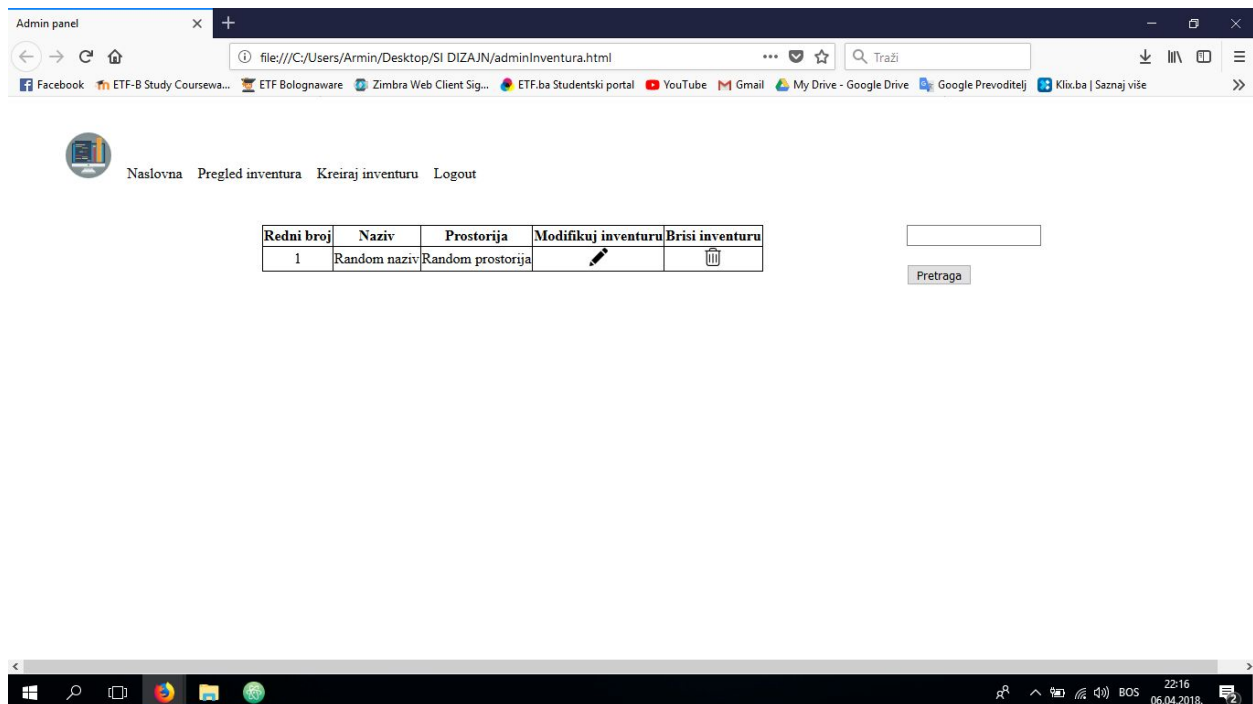 Admin panel
file:///C:/Users/Armin/Desktop/SI DIZAJN/adminInventura.html
Traži
Facebook ETF-B Study Coursewa... ETF Bolognaware Zimbra Web Client Sig... ETF.ba Studentski portal YouTube Gmail My Drive - Google Drive Google Prevoditelj Klix.ba | Saznaj više
Naslovna Pregled inventura Kreiraj inventuru Logout
Redni broj Naziv Prostorija Modifikuj inventuru Brisi inventuru
1 Random naziv Random prostorija
Pretraga
BOS
22:16
06.04.2018.
2